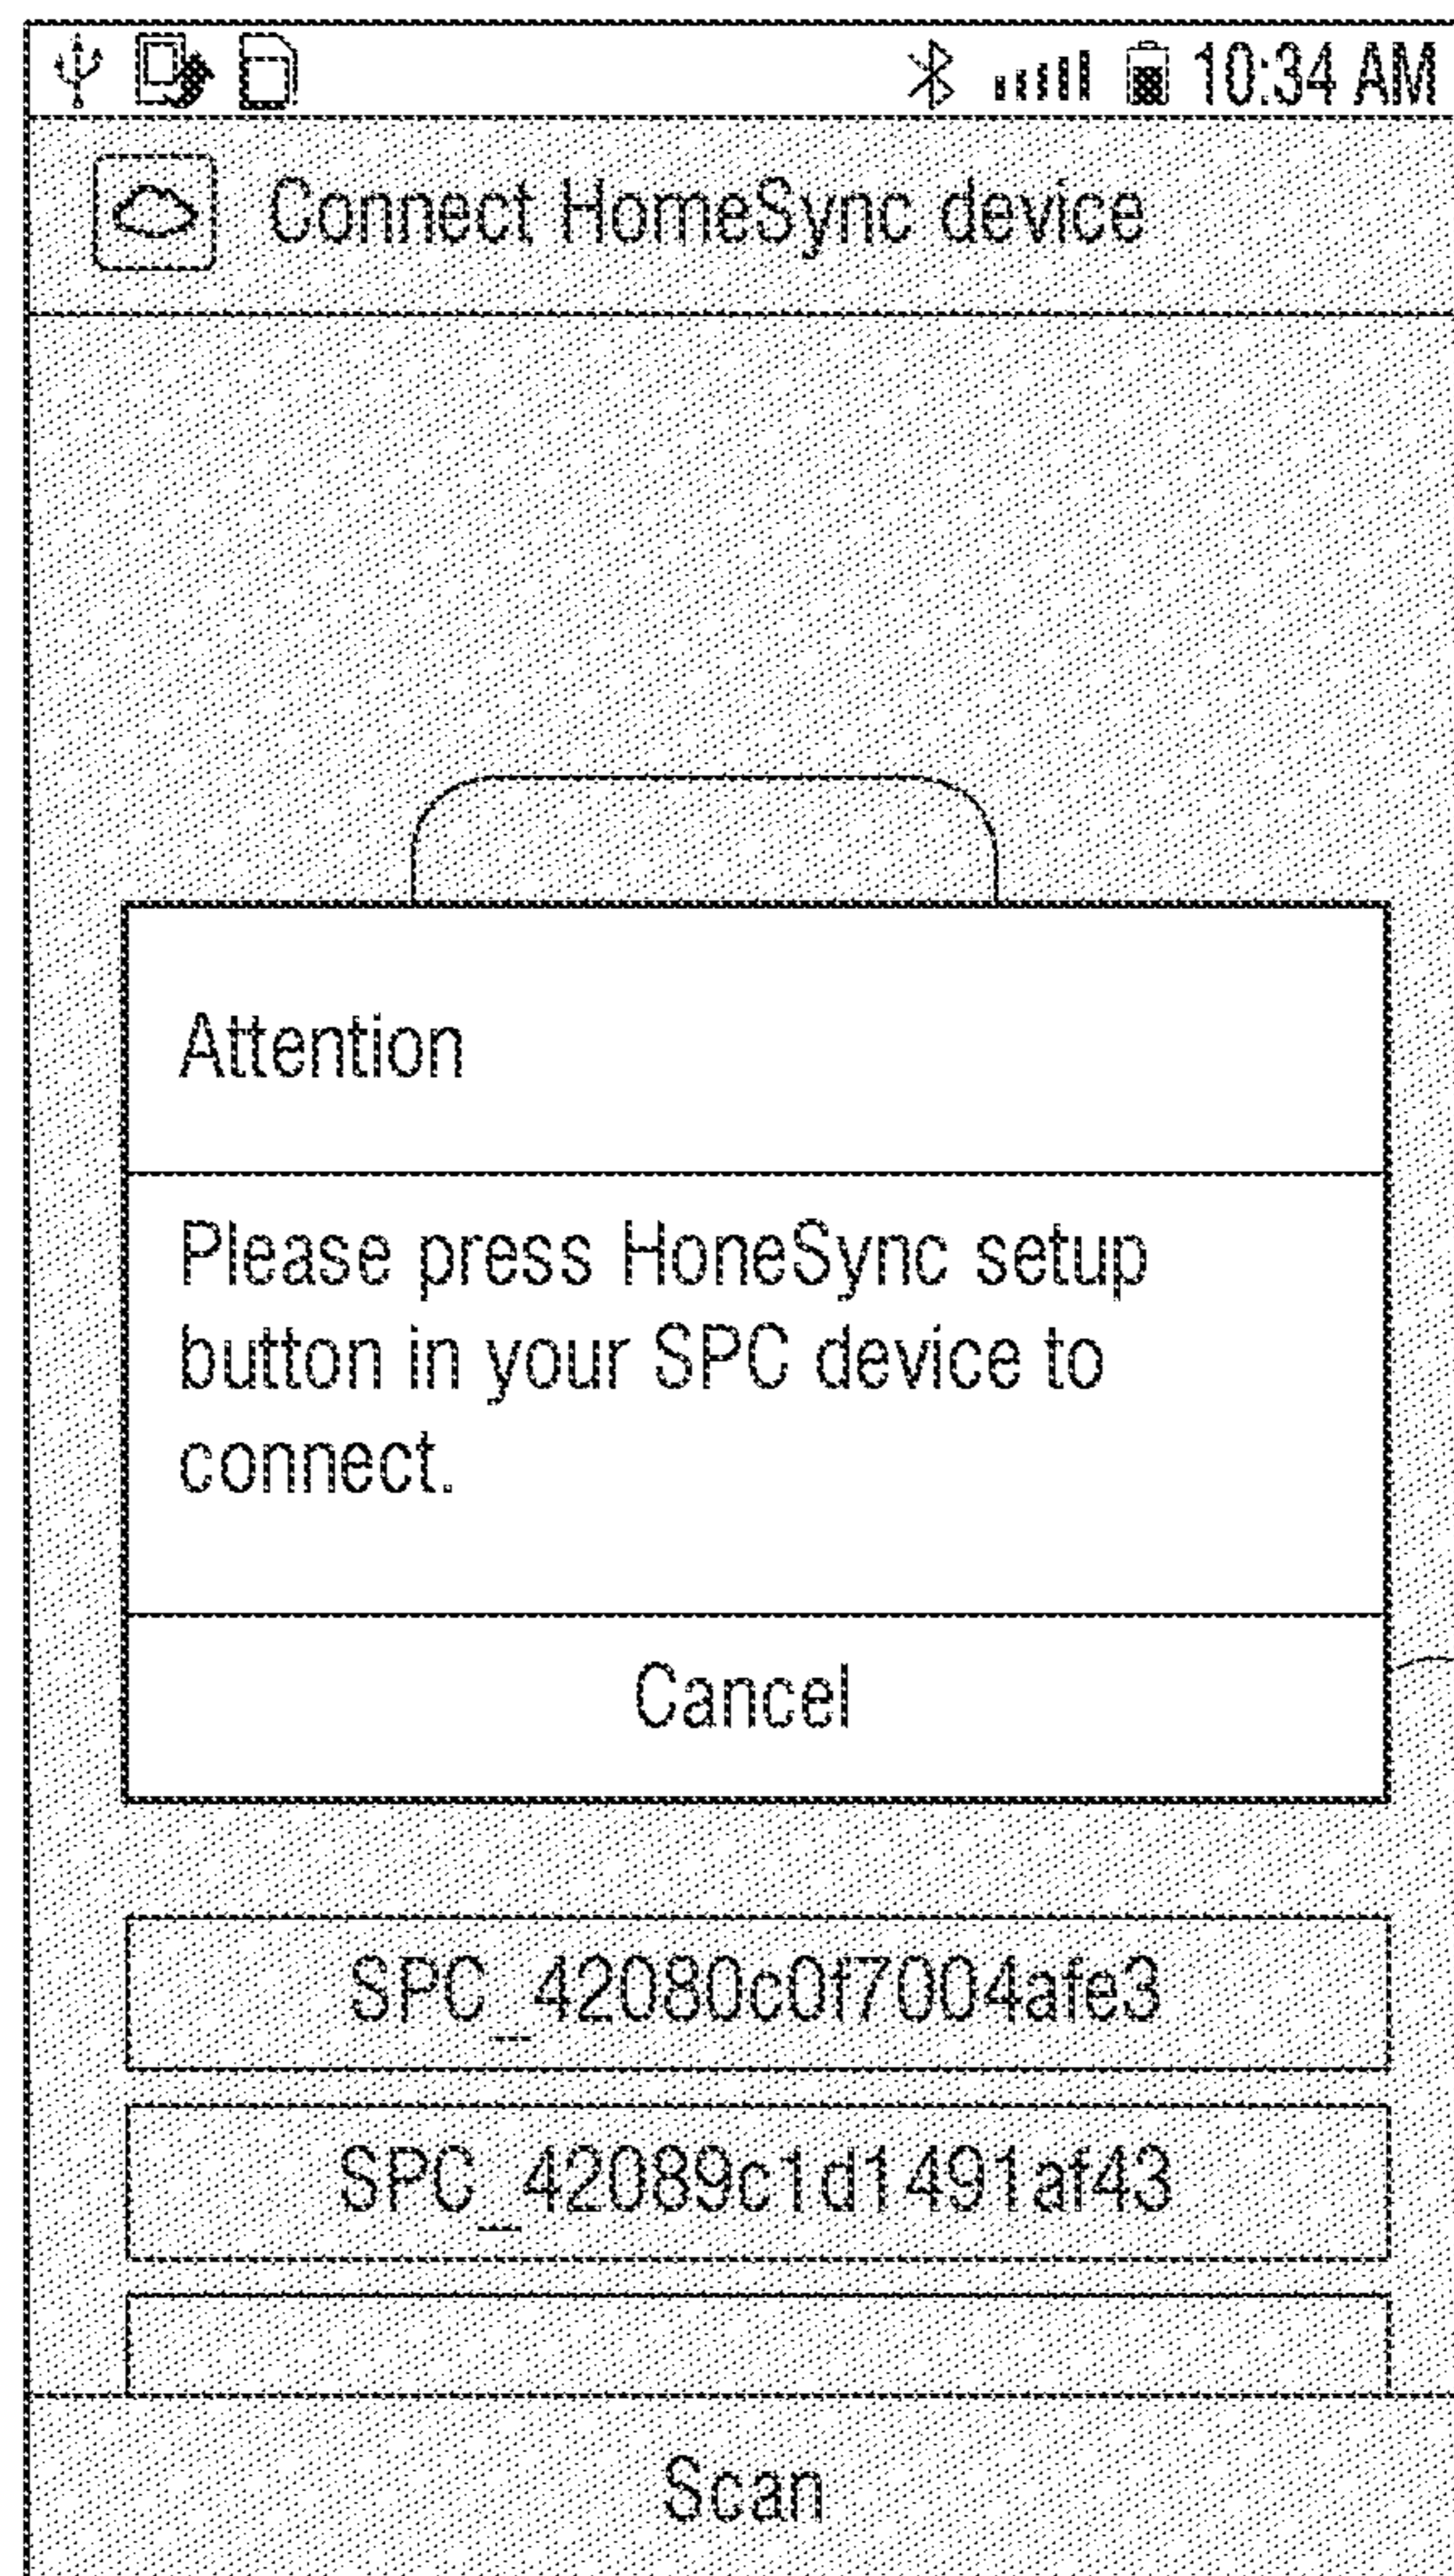 10:34 AM
Connect HomeSync device
Attention
Please press HoneSync setup
button in your SPC device to
connect.
Cancel
SPC_42080c0f7004afe3
SPC_42089c1d1491af43
Scan